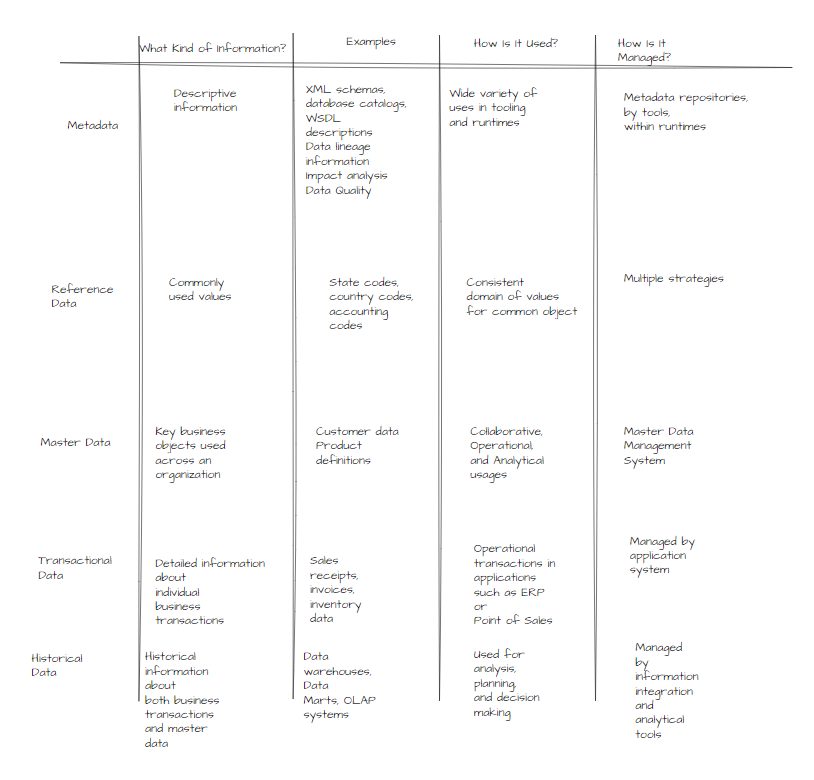 What Kind of Information?
Examples
How Is It Used?
How Is It
Managed?
Metadata
Descriptive
information
XML schemas,
database catalogs,
WSDL
descriptions
Data lineage
information
Impact analysis
Data Quality
Wide variety of
uses in tooling
and runtimes
Metadata repositories,
by tools,
within runtimes
Reference
Data
Commonly
used values
State codes,
country codes,
accounting
codes
Consistent
domain of values
for common object
Multiple strategies
Master Data
Key business
objects used
across an
organization
Customer data
Product
definitions
Collaborative,
Operational,
and Analytical
usages
Master Data
Management
System
Transactional
Data
Detailed information
about
individual
business
transactions
Sales
receipts,
invoices,
inventory
data
Operational
transactions in
applications
such as ERP
or
Point of Sales
Managed by
application
system
Historical
Data
Historical
information
about
both business
transactions
and master
data
Data
warehouses,
Data
Marts, OLAP
systems
Used for
analysis,
planning,
and decision
making
Managed
by
information
integration
and
analytical
tools